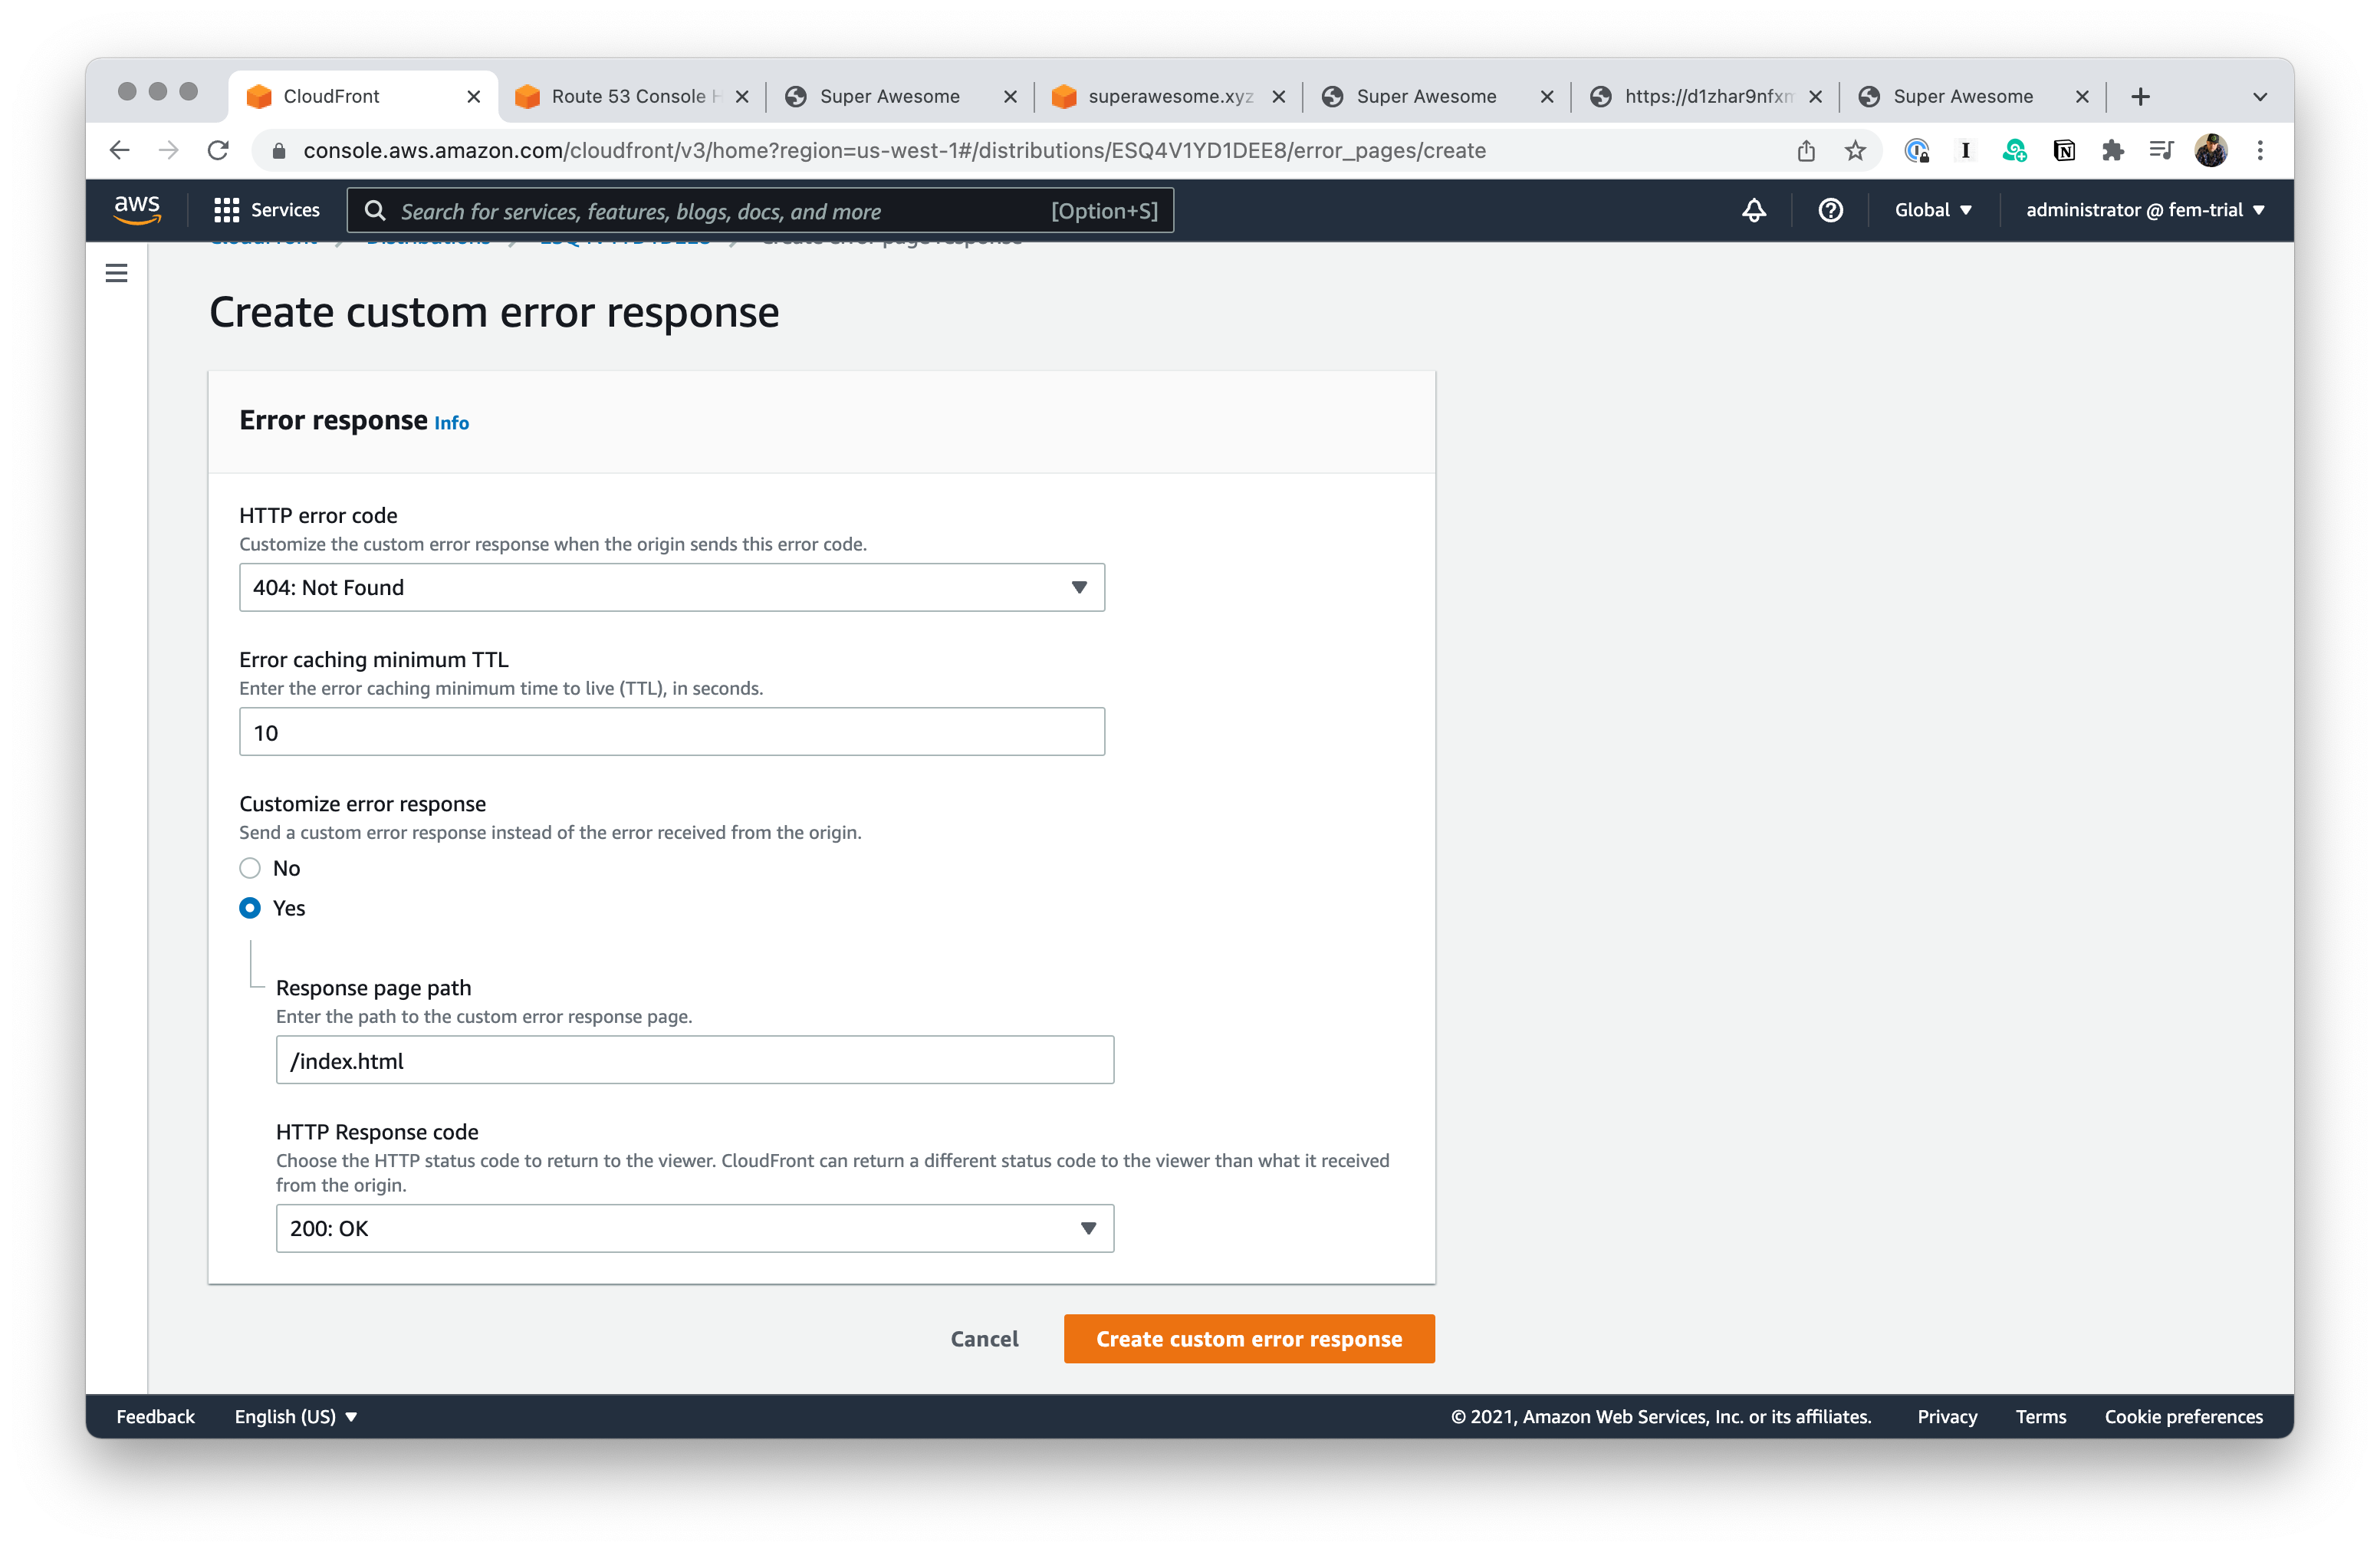 CloudFront
Route 53 Console
Super Awesome
superawesome.xyz
Super Awesome
https://d1zhar9nfxm
Super Awesome
console.aws.amazon.com/cloudfront/v3/home?region=us-west-1#/distributions/ESQ4V1YD1DEE8/error_pages/create
aws
Services
Search for services, features, blogs, docs, and more
[Option+S]
Global
administrator @ fem-trial
CloudFront
Distributions
ESQ4V1YD1DEE8
Create error page response
Create custom error response
Error response Info
HTTP error code
Customize the custom error response when the origin sends this error code.
404: Not Found
Error caching minimum TTL
Enter the error caching minimum time to live (TTL), in seconds.
10
Customize error response
Send a custom error response instead of the error received from the origin.
No
Yes
Response page path
Enter the path to the custom error response page.
/index.html
HTTP Response code
Choose the HTTP status code to return to the viewer. CloudFront can return a different status code to the viewer than what it received
from the origin.
200: OK
Cancel
Create custom error response
Feedback
English (US)
© 2021, Amazon Web Services, Inc. or its affiliates.
Privacy
Terms
Cookie preferences